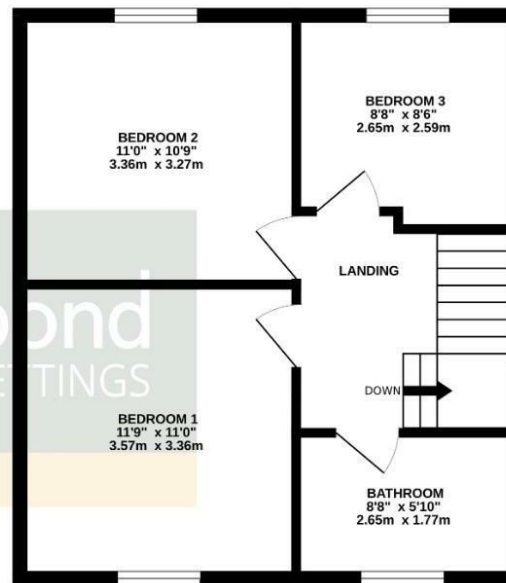 BEDROOM 2
11'0" x 10'9"
3.36m x 3.27m
BEDROOM 3
8'8" x 8'6"
2.65m x 2.59m
LANDING
DOWN
BEDROOM 1
11'9" x 11'0"
3.57m x 3.36m
BATHROOM
8'8" x 5'10"
2.65m x 1.77m
ond
ETTINGS